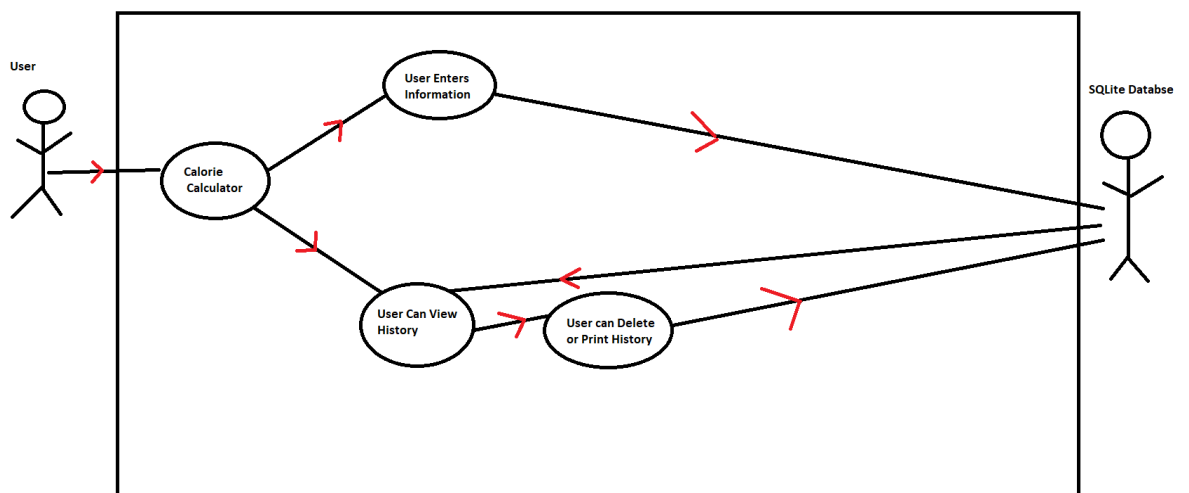 User
User Enters
Information
SQLite Databse
Calorie
Calculator
User Can View
History
User can Delete
or Print History